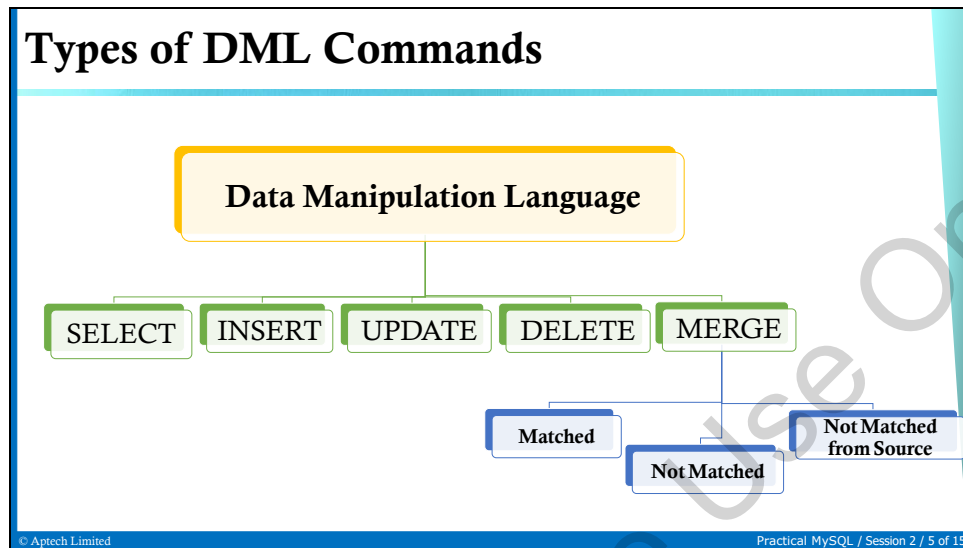 Types of DML Commands
Data Manipulation Language
SELECT
INSERT
UPDATE
DELETE
MERGE
Matched
Not Matched
Not Matched
from Source
Use
© Aptech Limited
Practical MySQL / Session 2 / 5 of 15